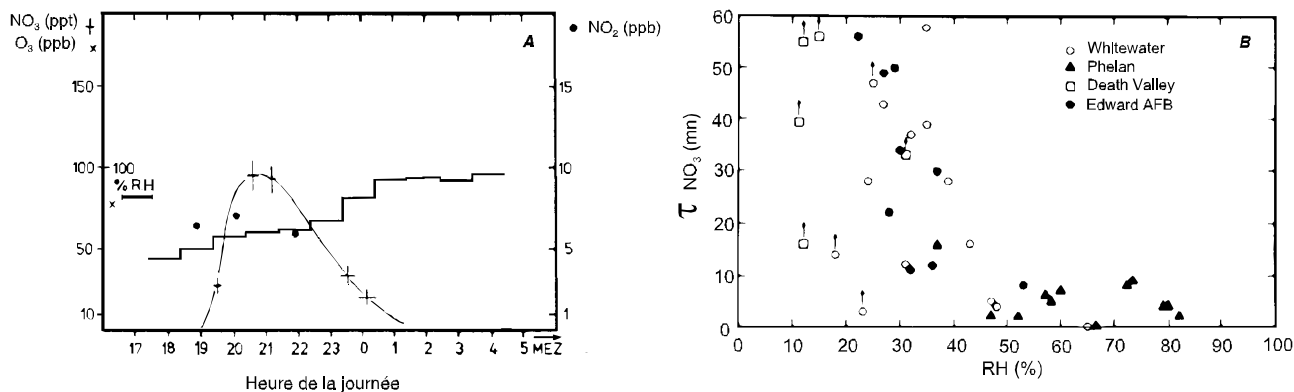 NO₃ (ppt)
O₃ (ppb) x
A
NO₂ (ppb)
150
100
50
10
100
% RH
15
10
5
1
17 18 19 20 21 22 23 0 1 2 3 4 5 MEZ
Heure de la journée
B
Whitewater
Phelan
Death Valley
Edward AFB
τ NO₃ (mn)
60
50
40
30
20
10
0
0 10 20 30 40 50 60 70 80 90 100
RH (%)